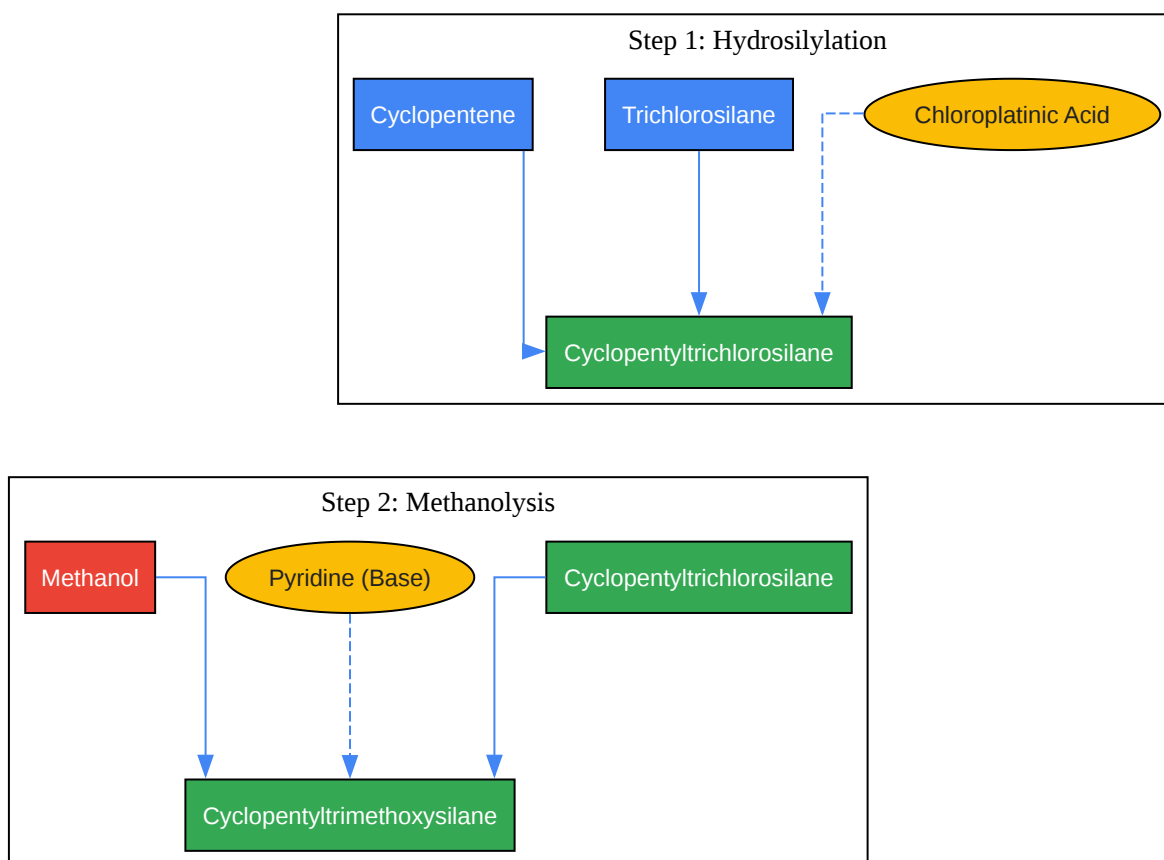 Step 1: Hydrosilylation
Cyclopentene
Trichlorosilane
Chloroplatinic Acid
Cyclopentyltrichlorosilane
Step 2: Methanolysis
Methanol
Pyridine (Base)
Cyclopentyltrichlorosilane
Cyclopentyltrimethoxysilane